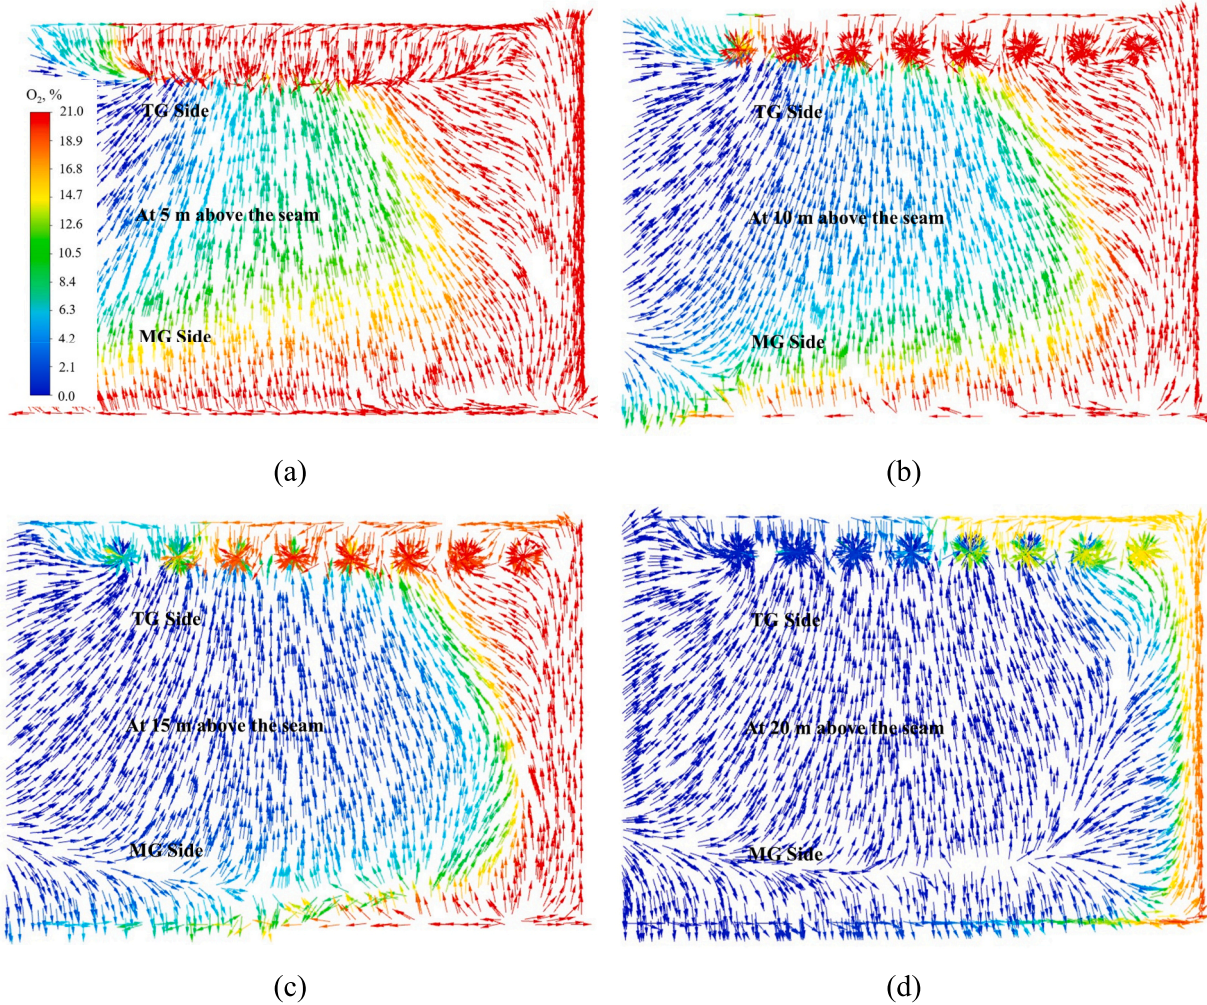 O₂, %
21.0
18.9
16.8
14.7
12.6
10.5
8.4
6.3
4.2
2.1
0.0
TG Side
At 5 m above the seam
MG Side
(a)
TG Side
At 10 m above the seam
MG Side
(b)
TG Side
At 15 m above the seam
MG Side
(c)
TG Side
At 20 m above the seam
MG Side
(d)